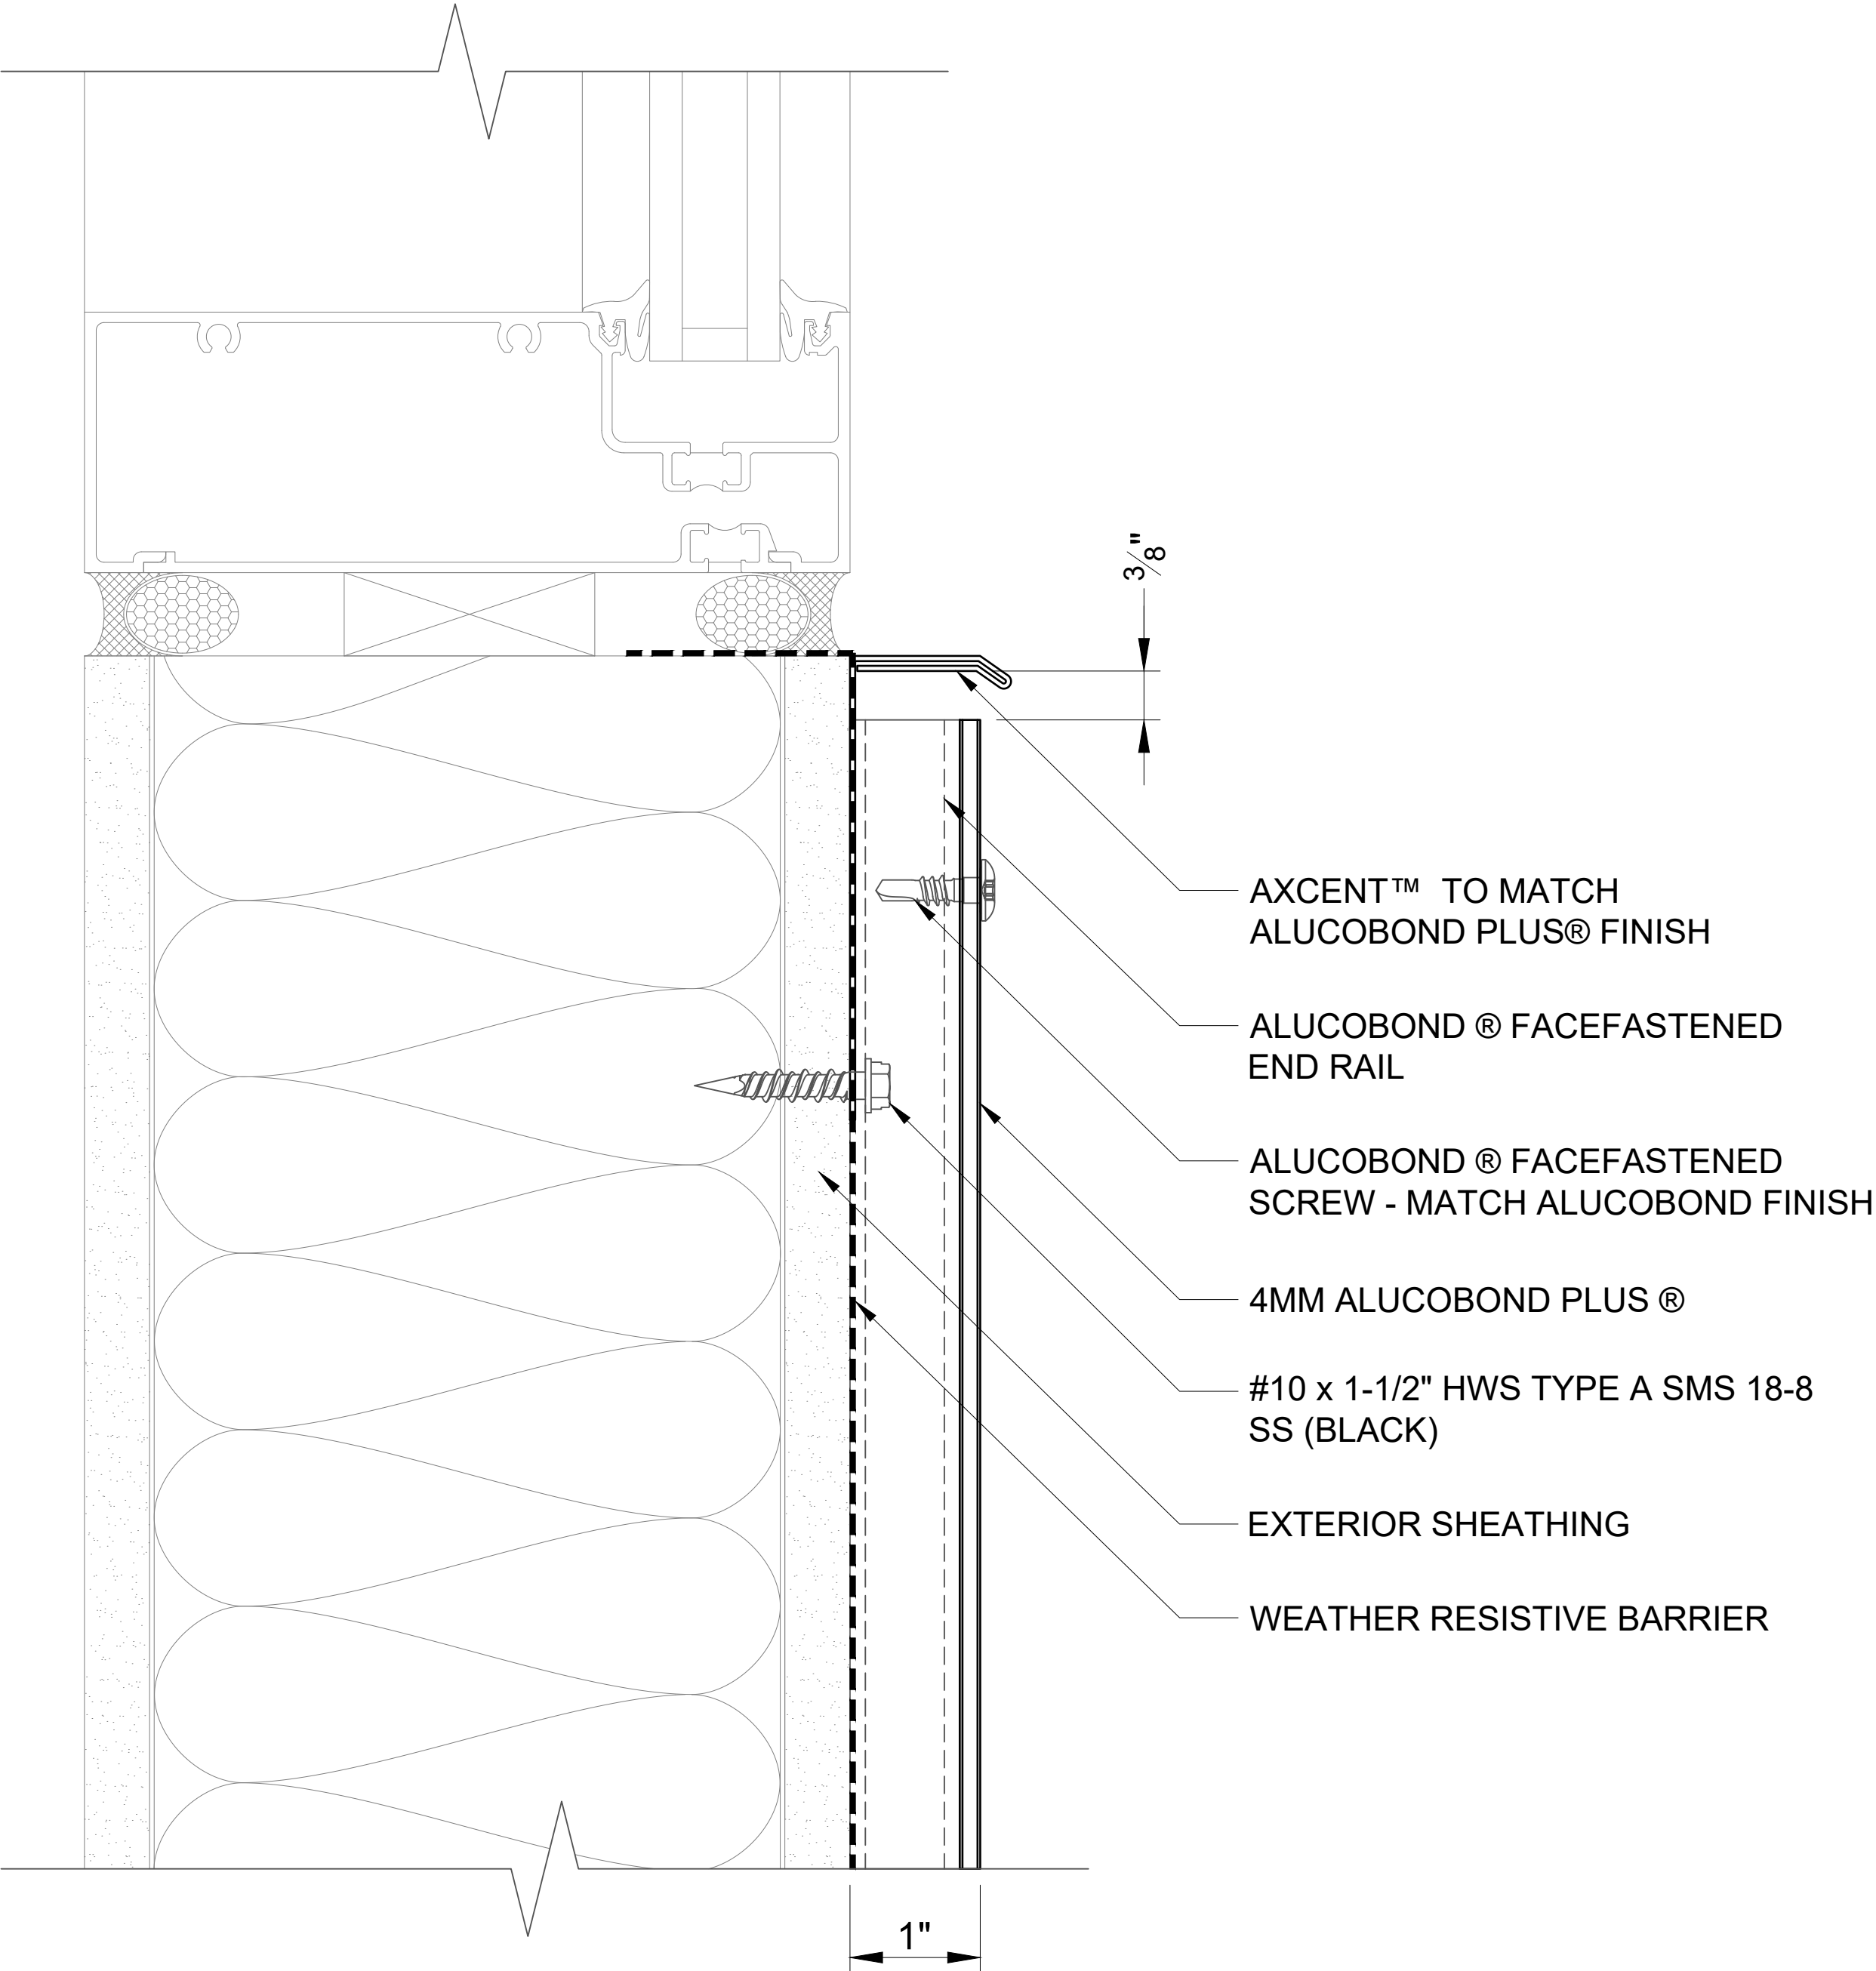 3/8"
AXCENT™ TO MATCH
ALUCOBOND PLUS® FINISH
ALUCOBOND ® FACEFASTENED
END RAIL
ALUCOBOND ® FACEFASTENED
SCREW - MATCH ALUCOBOND FINISH
4MM ALUCOBOND PLUS ®
#10 x 1-1/2" HWS TYPE A SMS 18-8
SS (BLACK)
EXTERIOR SHEATHING
WEATHER RESISTIVE BARRIER
1"